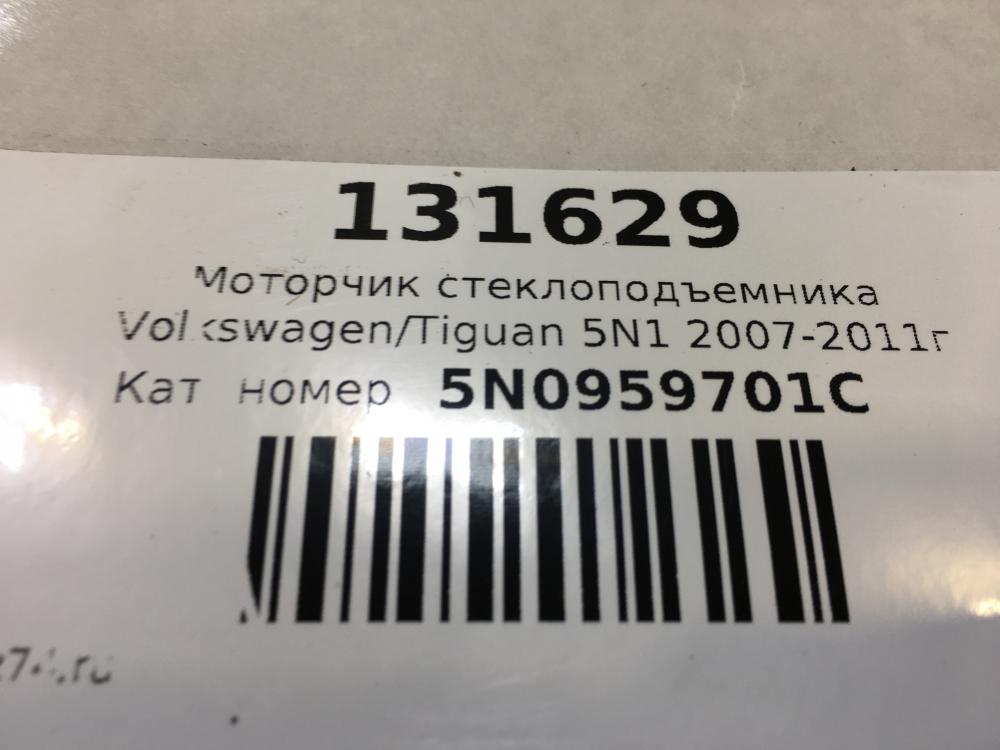 131629
Моторчик стеклоподъемника
Volkswagen/Tiguan 5N1 2007-2011г
Кат номер 5N0959701C